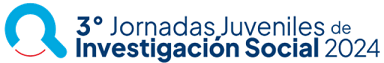 3° Jornadas Juveniles de
Investigación Social 2024